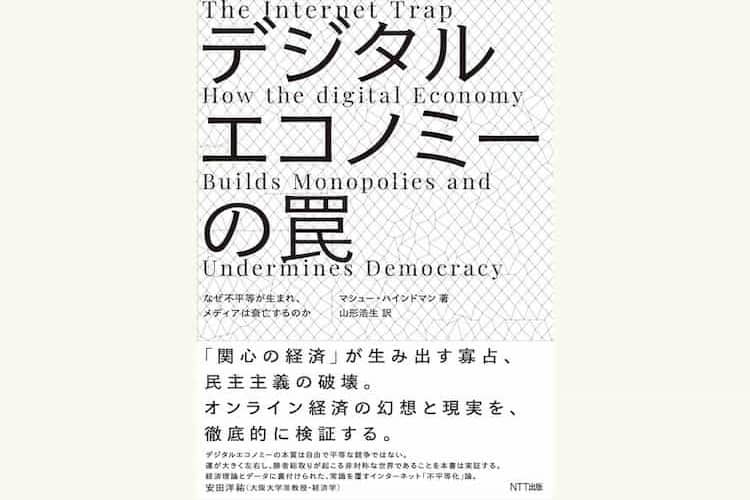 The Internet Trap
デジタル
How the digital Economy
エコノミー
Builds Monopolies and
の罠
Undermines Democracy
なぜ不平等が生まれ、
メディアは衰亡するのか
マシュー・ハインドマン 著
山形浩生 訳
「関心の経済」が生み出す寡占、
民主主義の破壊。
オンライン経済の幻想と現実を、
徹底的に検証する。
デジタルエコノミーの本質は自由で平等な競争ではない。
運が大きく左右し、勝者総取りが起こる非対称な世界であることを本書は実証する。
経済理論とデータに裏付けられた、常識を覆すインターネット「不平等化」論。
安田洋祐(大阪大学准教授・経済学)
NTT出版